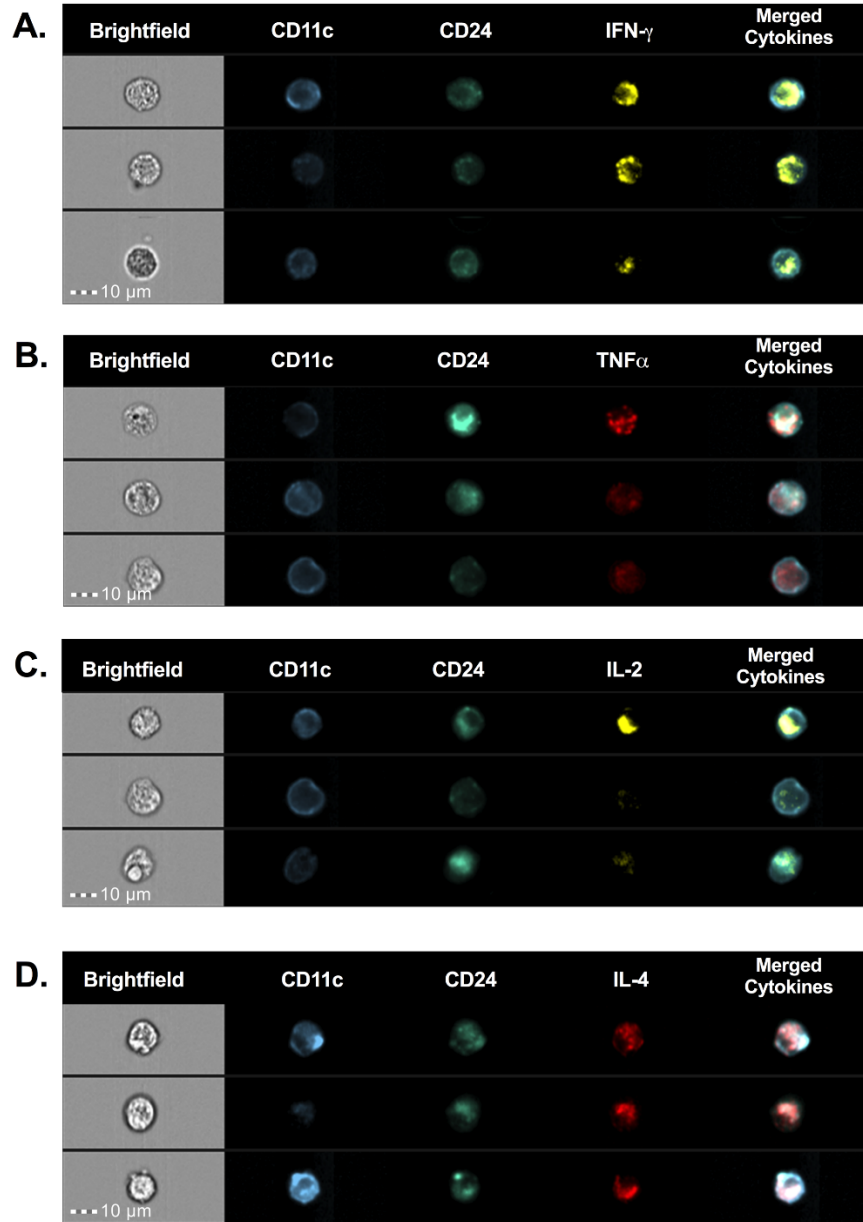 A.
Brightfield CD11c CD24 IFN-γ Merged
Cytokines
10 μm
B.
Brightfield CD11c CD24 TNFα Merged
Cytokines
10 μm
C.
Brightfield CD11c CD24 IL-2 Merged
Cytokines
10 μm
D.
Brightfield CD11c CD24 IL-4 Merged
Cytokines
10 μm